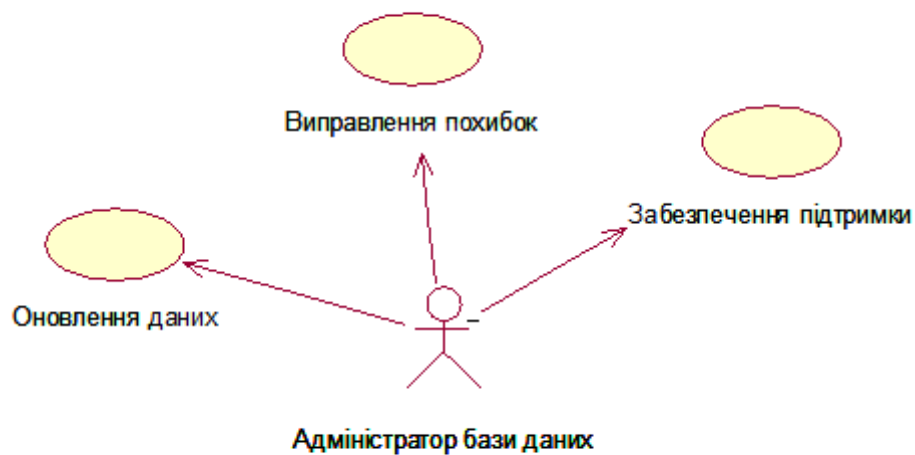 Виправлення похибок
Забезпечення підтримки
Оновлення даних
Адміністратор бази даних